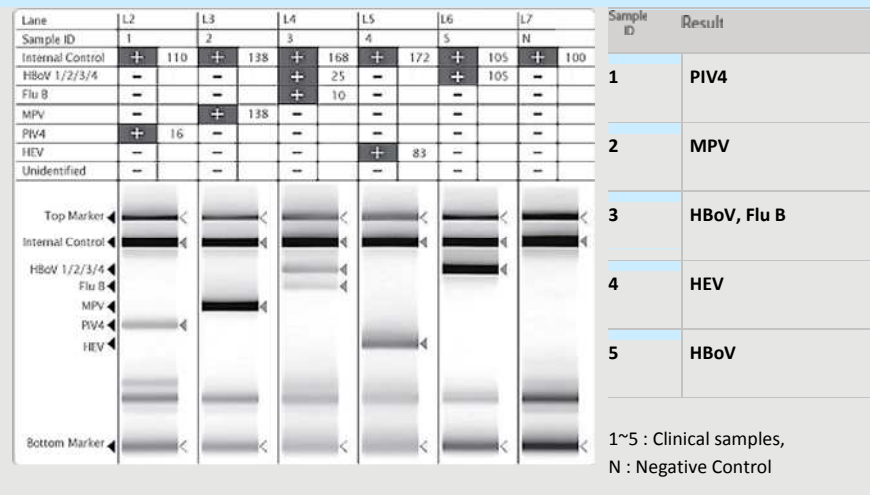 Lane L2 L3 L4 L5 L6 L7
Sample ID 1 2 3 4 5 N
Internal Control + 110 + 138 + 168 + 172 + 105 + 100
HBoV 1/2/3/4 - - + 25 - + 105 -
Flu B - - + 10 - - -
MPV - + 138 - - - -
PIV4 + 16 - - - - -
HEV - - - + 83 - -
Unidentified - - - - - -
Top Marker
Internal Control
HBoV 1/2/3/4
Flu B
MPV
PIV4
HEV
Bottom Marker
Sample ID Result
1 PIV4
2 MPV
3 HBoV, Flu B
4 HEV
5 HBoV
1~5 : Clinical samples,
N : Negative Control